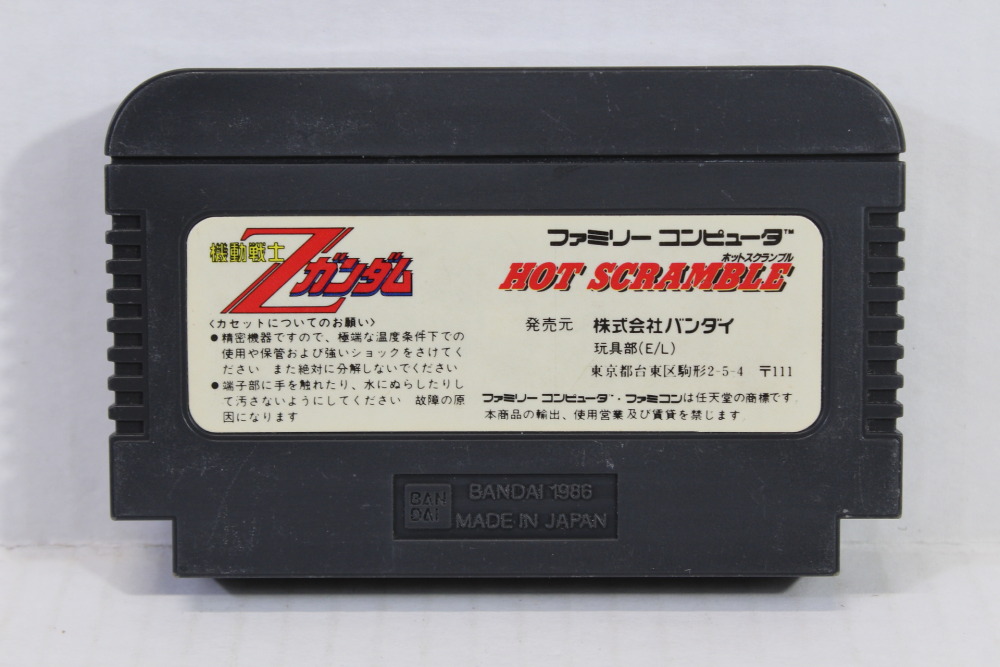 機動戦士
Zガンダム
〈カセットについてのお願い〉
●精密機器ですので、極端な温度条件下での
使用や保管および強いショックをさけてく
ださい また絶対に分解しないでください
●端子部に手を触れたり、水にぬらしたりし
て汚さないようにしてください 故障の原
因になります
ファミリー コンピュータ™
ホットスクランブル
HOT SCRAMBLE
発売元 株式会社バンダイ
玩具部(E/L)
東京都台東区駒形2-5-4 〒111
ファミリー コンピュータ™・ファミコンは任天堂の商標です
本商品の輸出、使用営業及び賃貸を禁じます.
BAN
DAI
BANDAI 1986
MADE IN JAPAN